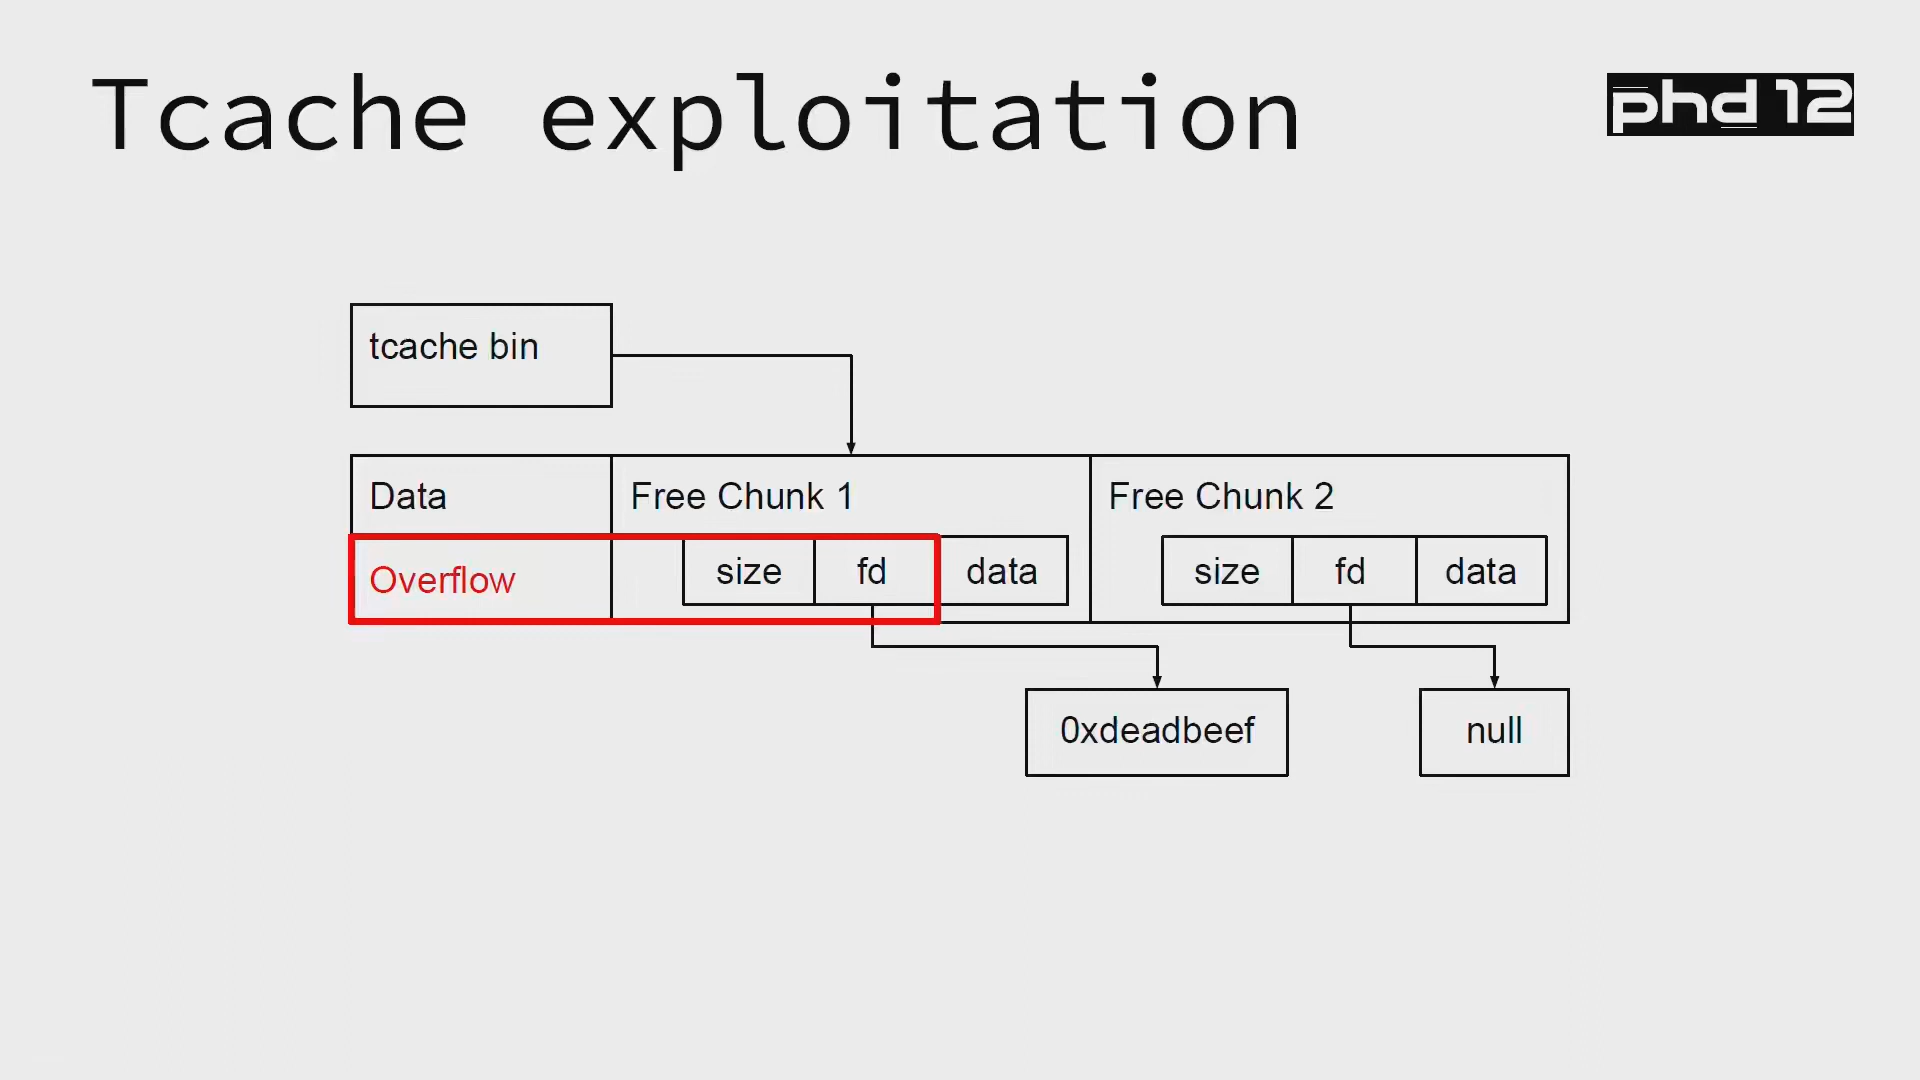 Tcache exploitation
phd 12
tcache bin
Data
Free Chunk 1
Free Chunk 2
Overflow
size
fd
data
size
fd
data
0xdeadbeef
null